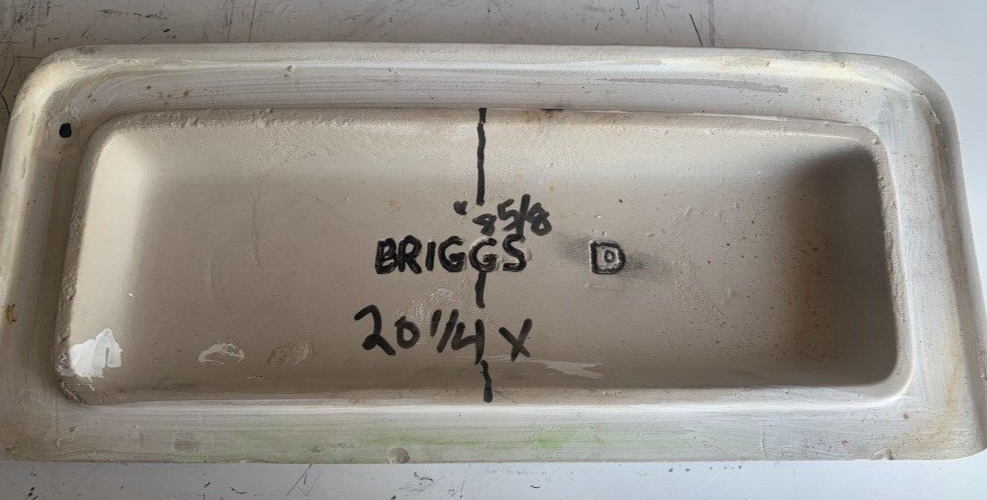 " 8 5/8
BRIGGS D
20 1/4 X